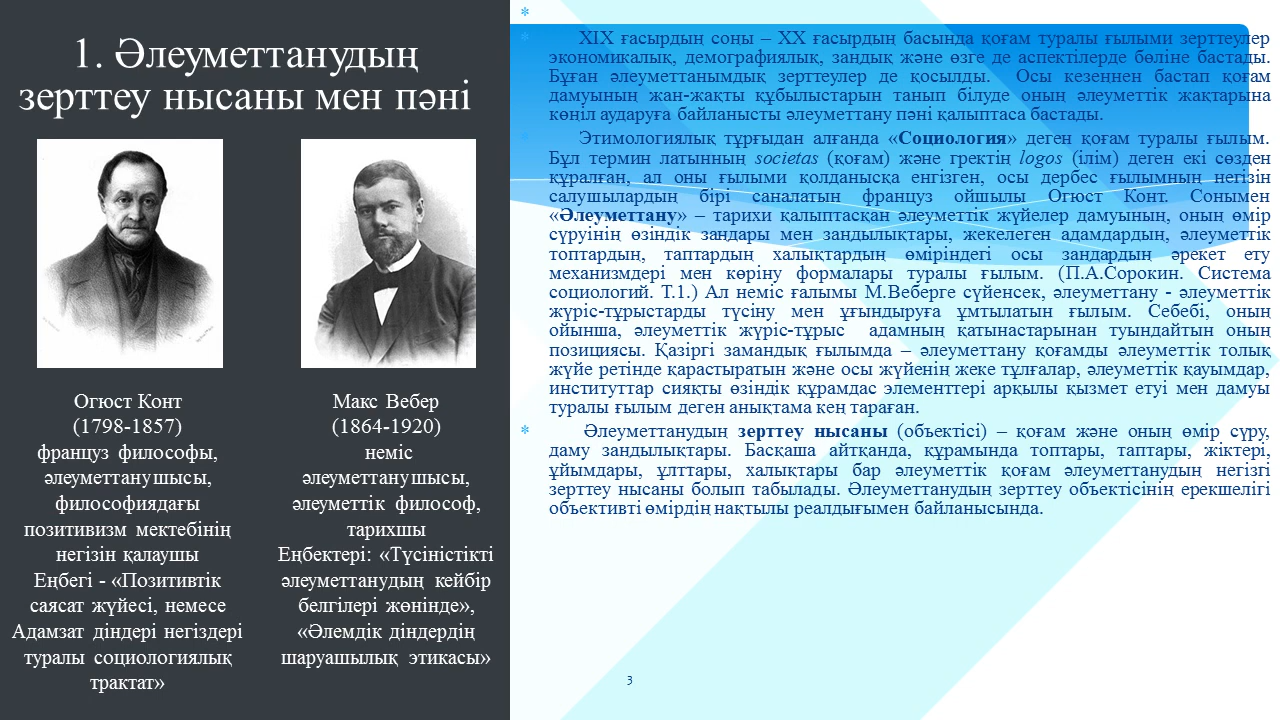 1. Әлеуметтанудың
зерттеу нысаны мен пәні
Огюст Конт
(1798-1857)
француз философы,
әлеуметтанушысы,
философиядағы
позитивизм мектебінің
негізін қалаушы
Еңбегі - «Позитивтік
саясат жүйесі, немесе
Адамзат діндері негіздері
туралы социологиялық
трактат»
Макс Вебер
(1864-1920)
неміс
әлеуметтанушысы,
әлеуметтік философ,
тарихшы
Еңбектері: «Түсіністікті
әлеуметтанудың кейбір
белгілері жөнінде»,
«Әлемдік діндердің
шаруашылық этикасы»
XIX ғасырдың соңы – XX ғасырдың басында қоғам туралы ғылыми зерттеулер
экономикалық, демографиялық, заңдық және өзге де аспектілерде бөліне бастады.
Бұған әлеуметтанымдық зерттеулер де қосылды. Осы кезеңнен бастап қоғам
дамуының жан-жақты құбылыстарын танып білуде оның әлеуметтік жақтарына
көңіл аударуға байланысты әлеуметтану пәні қалыптаса бастады.
Этимологиялық тұрғыдан алғанда «Социология» деген қоғам туралы ғылым.
Бұл термин латынның societas (қоғам) және гректің logos (ілім) деген екі сөзден
құралған, ал оны ғылыми қолданысқа енгізген, осы дербес ғылымның негізін
салушылардың бірі саналатын француз ойшылы Огюст Конт. Сонымен
«Әлеуметтану» – тарихи қалыптасқан әлеуметтік жүйелер дамуының, оның өмір
сүруінің өзіндік заңдары мен заңдылықтары, жекелеген адамдардың, әлеуметтік
топтардың, таптардың халықтардың өміріндегі осы заңдардың әрекет ету
механизмдері мен көріну формалары туралы ғылым. (П.А.Сорокин. Система
социологий. Т.1.) Ал неміс ғалымы М.Веберге сүйенсек, әлеуметтану - әлеуметтік
жүріс-тұрыстарды түсіну мен ұғындыруға ұмтылатын ғылым. Себебі, оның
ойынша, әлеуметтік жүріс-тұрыс адамның қатынастарынан туындайтын оның
позициясы. Қазіргі замандық ғылымда – әлеуметтану қоғамды әлеуметтік толық
жүйе ретінде қарастыратын және осы жүйенің жеке тұлғалар, әлеуметтік қауымдар,
институттар сияқты өзіндік құрамдас элементтері арқылы қызмет етуі мен дамуы
туралы ғылым деген анықтама кең тараған.
Әлеуметтанудың зерттеу нысаны (объектісі) – қоғам және оның өмір сүру,
даму заңдылықтары. Басқаша айтқанда, құрамында топтары, таптары, жіктері,
ұйымдары, ұлттары, халықтары бар әлеуметтік қоғам әлеуметтанудың негізгі
зерттеу нысаны болып табылады. Әлеуметтанудың зерттеу объектісінің ерекшелігі
объективті өмірдің нақтылы реалдығымен байланысында.
3